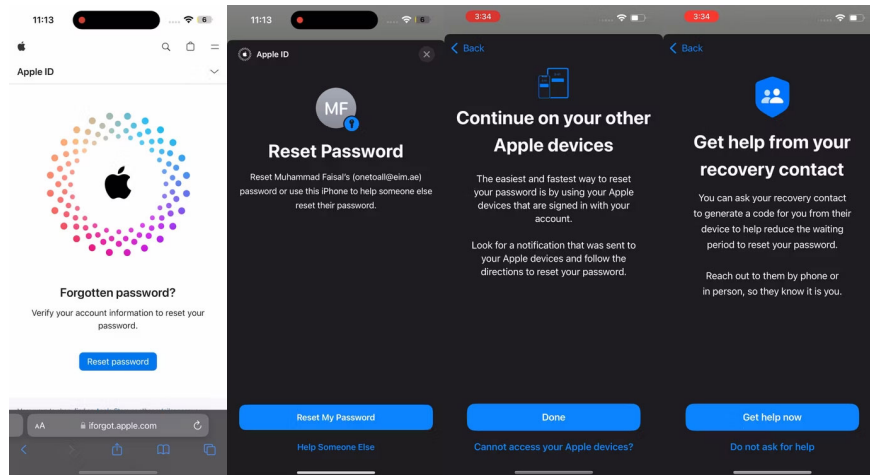 11:13
6
Apple ID
Forgotten password?
Verify your account information to reset your
password.
Reset password
AA
iforgot.apple.com
11:13
6
Apple ID
MF
Reset Password
Reset Muhammad Faisal's (onetoall@eim.ae)
password or use this iPhone to help someone else
reset their password.
Reset My Password
Help Someone Else
3:34
Back
Continue on your other
Apple devices
The easiest and fastest way to reset
your password is by using your Apple
devices that are signed in with your
account.
Look for a notification that was sent to
your Apple devices and follow the
directions to reset your password.
Done
Cannot access your Apple devices?
3:34
Back
Get help from your
recovery contact
You can ask your recovery contact
to generate a code for you from their
device to help reduce the waiting
period to reset your password.
Reach out to them by phone or
in person, so they know it is you.
Get help now
Do not ask for help